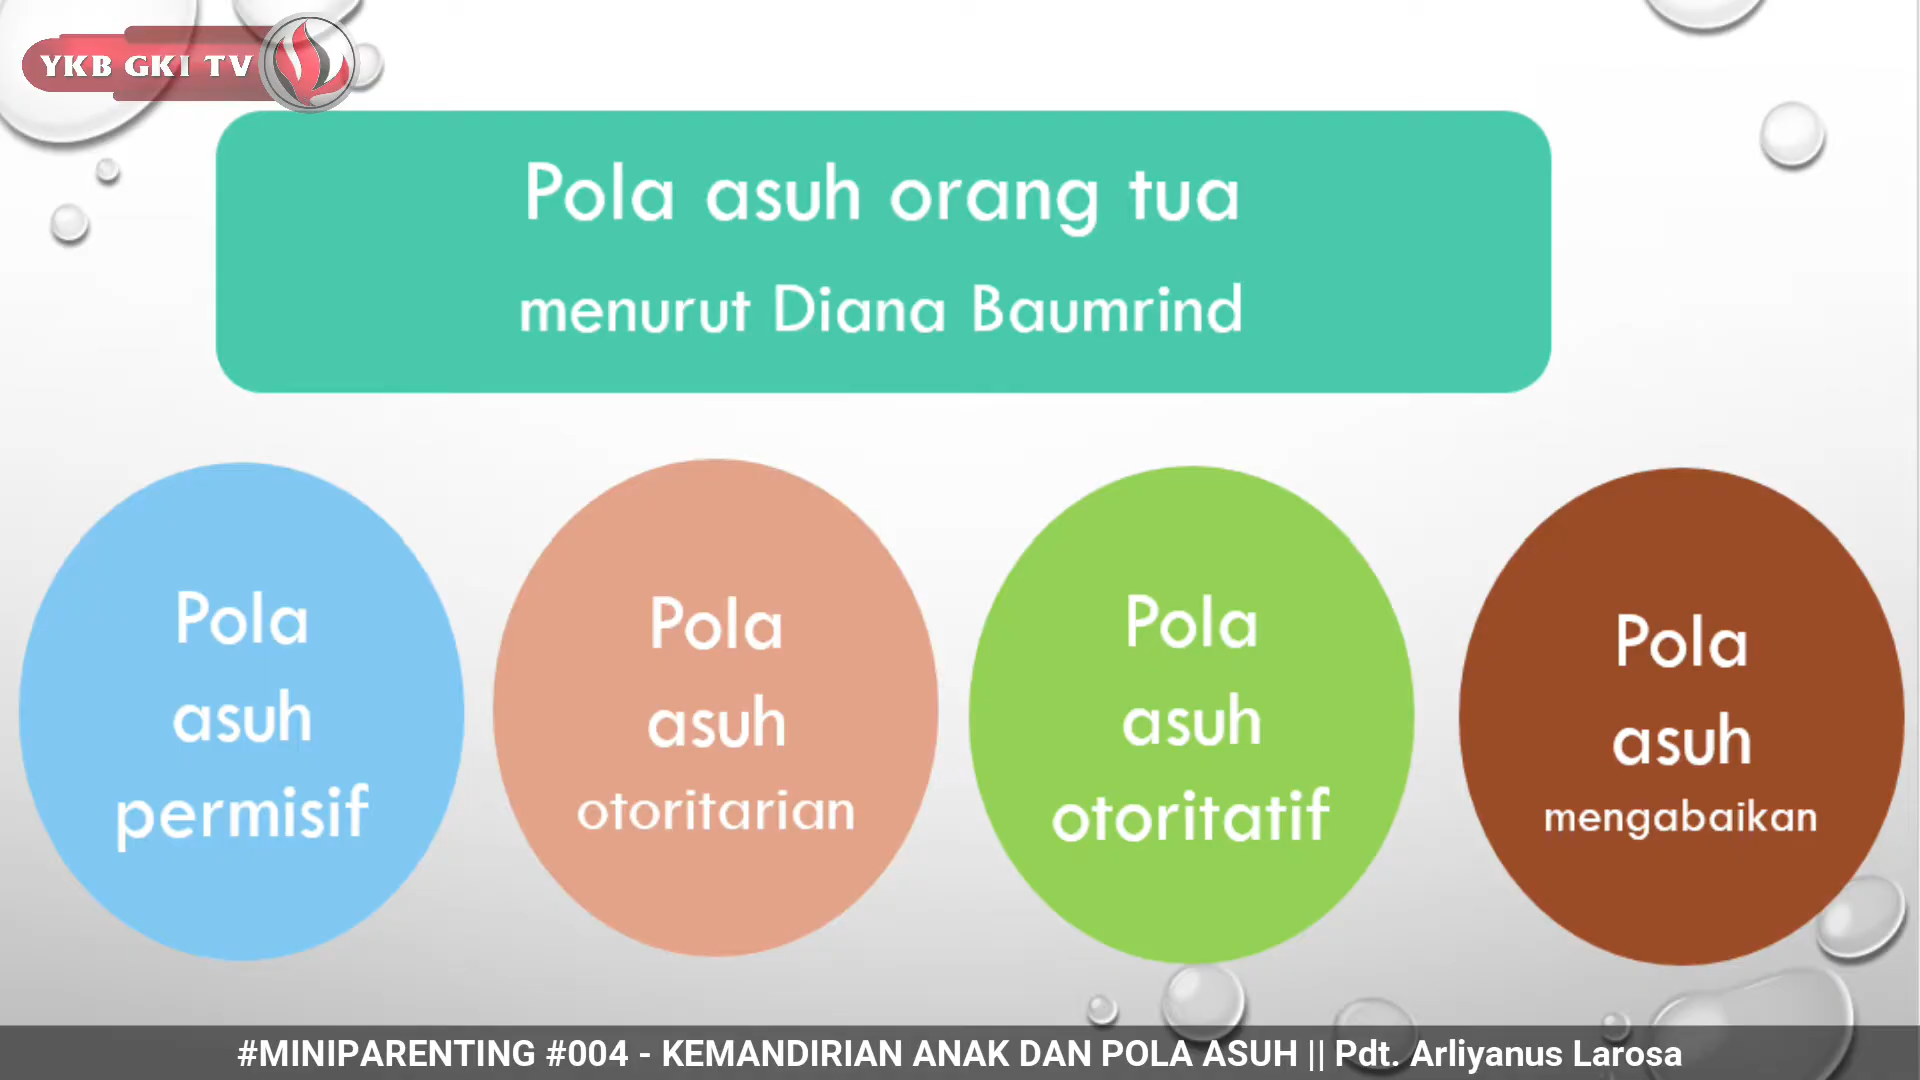 YKB GKI TV
Pola asuh orang tua
menurut Diana Baumrind
Pola
asuh
permisif
Pola
asuh
otoritarian
Pola
asuh
otoritatif
Pola
asuh
mengabaikan
#MINIPARENTING #004 - KEMANDIRIAN ANAK DAN POLA ASUH || Pdt. Arliyanus Larosa